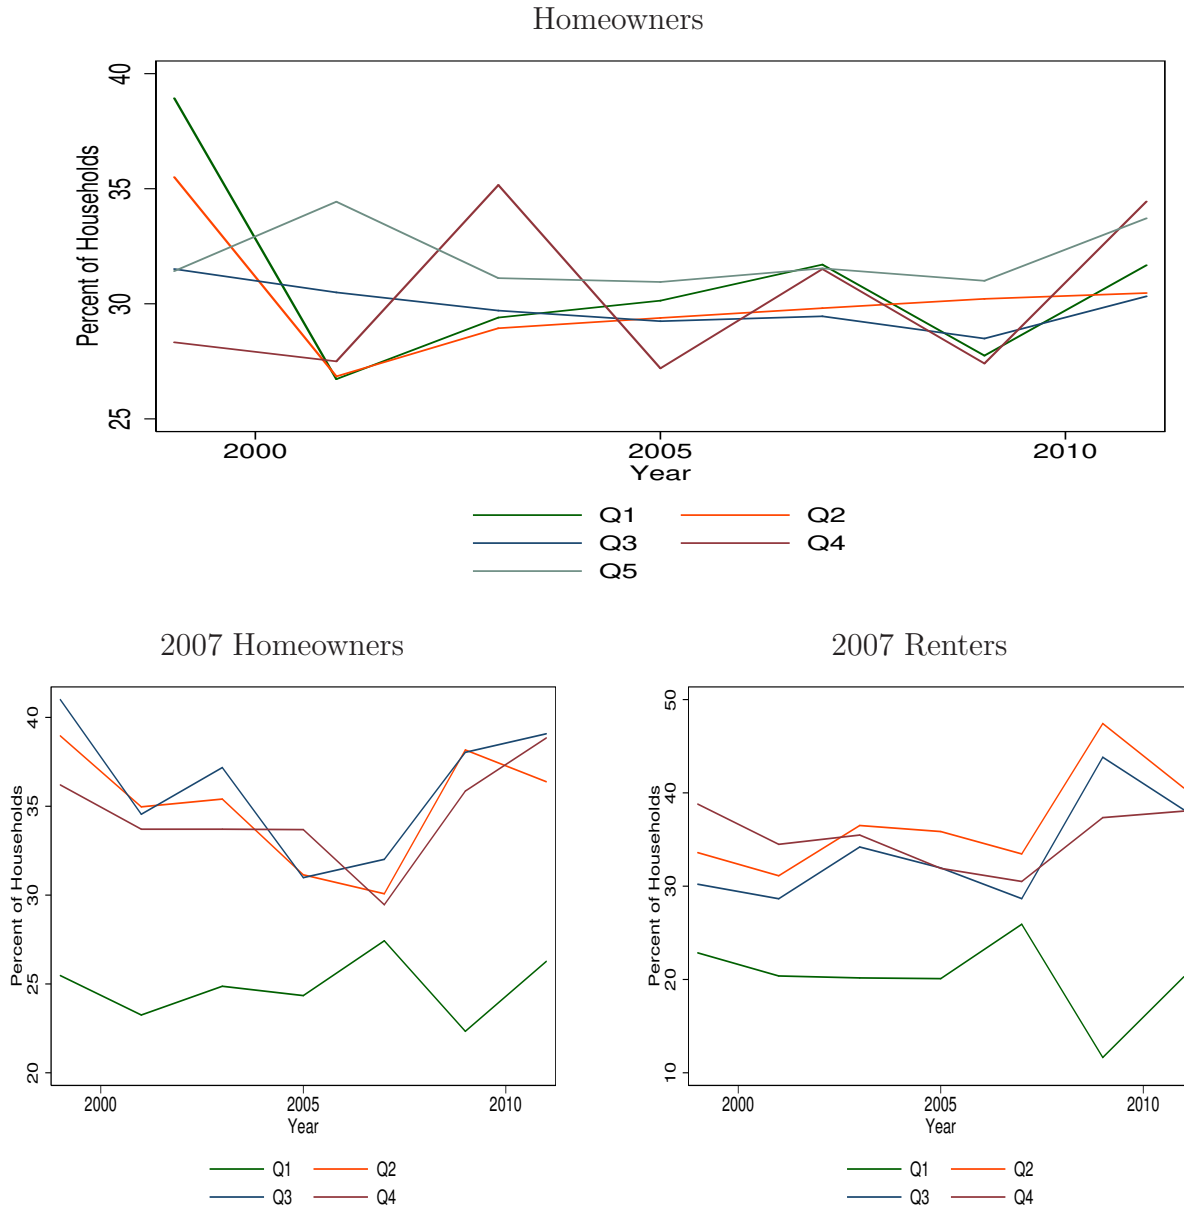 Homeowners
Percent of Households
40
35
30
25
2000 2005 2010
Year
Q1 Q2
Q3 Q4
Q5
2007 Homeowners
Percent of Households
40
35
30
25
20
2000 2005 2010
Year
Q1 Q2
Q3 Q4
2007 Renters
Percent of Households
50
40
30
20
10
2000 2005 2010
Year
Q1 Q2
Q3 Q4